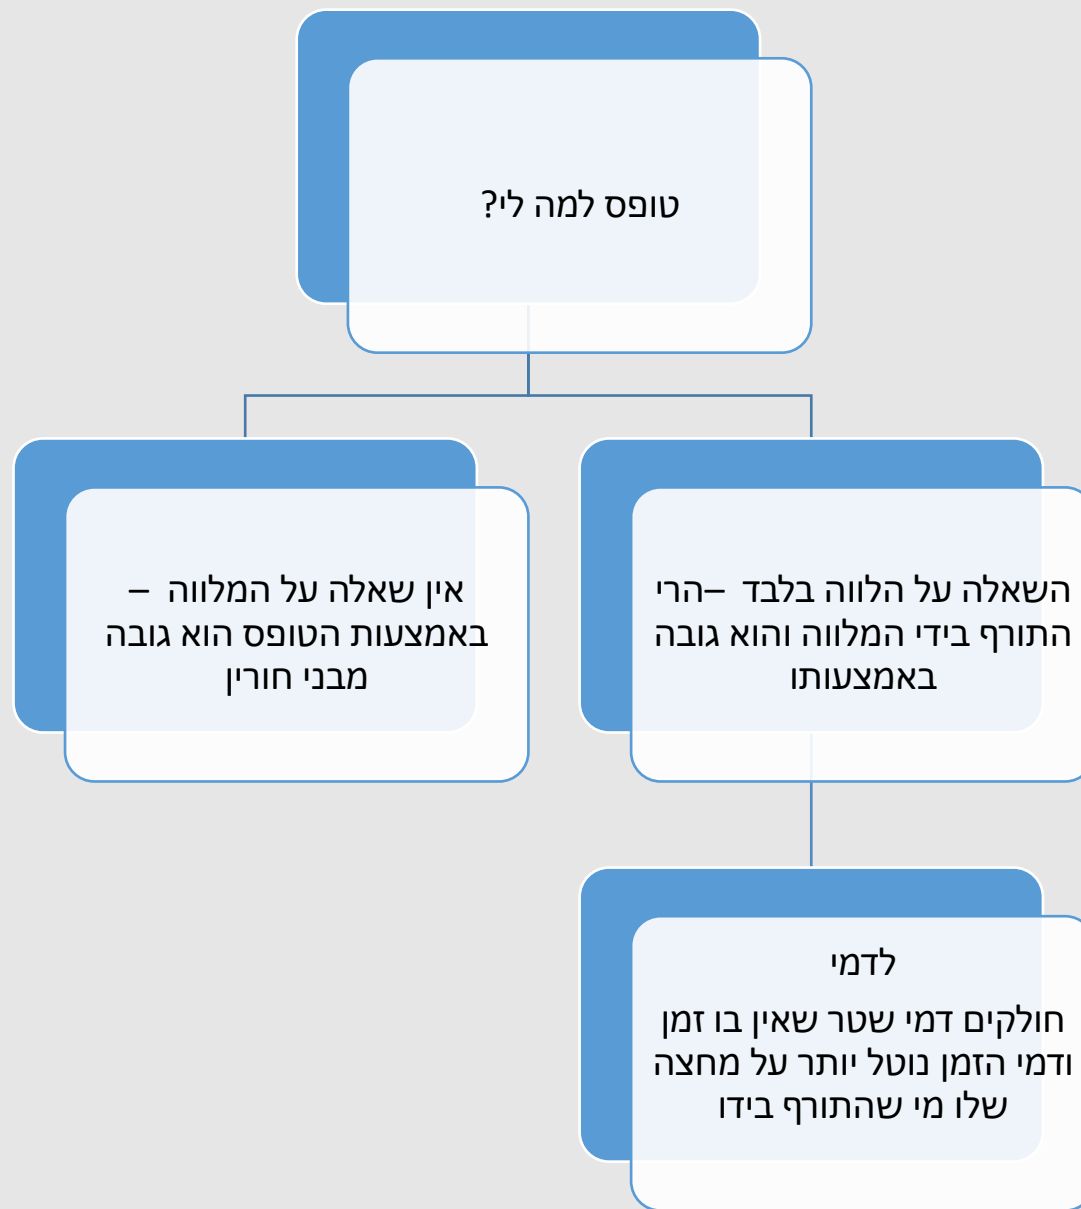 טופס למה לי?
השאלה על הלווה בלבד –הרי
התורף בידי המלווה והוא גובה
באמצעותו
אין שאלה על המלווה –
באמצעות הטופס הוא גובה
מבני חורין
לדמי
חולקים דמי שטר שאין בו זמן
ודמי הזמן נוטל יותר על מחצה
שלו מי שהתורף בידו